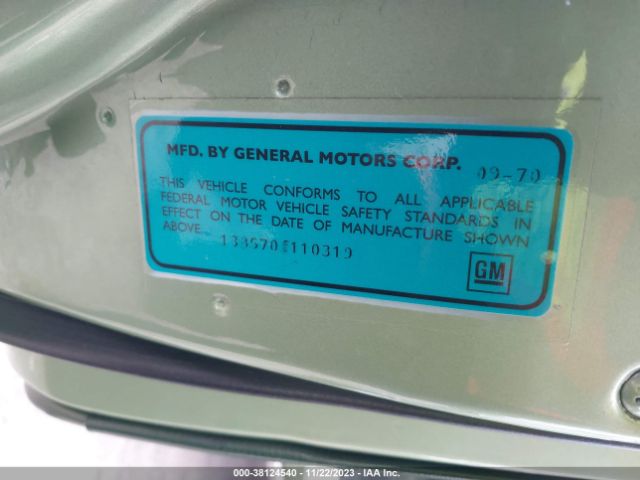 MFD. BY GENERAL MOTORS CORP. 09-70
THIS VEHICLE CONFORMS TO ALL APPLICABLE
FEDERAL MOTOR VEHICLE SAFETY STANDARDS IN
EFFECT ON THE DATE OF MANUFACTURE SHOWN
ABOVE.
GM
000-38124540 - 11/22/2023 - IAA Inc.